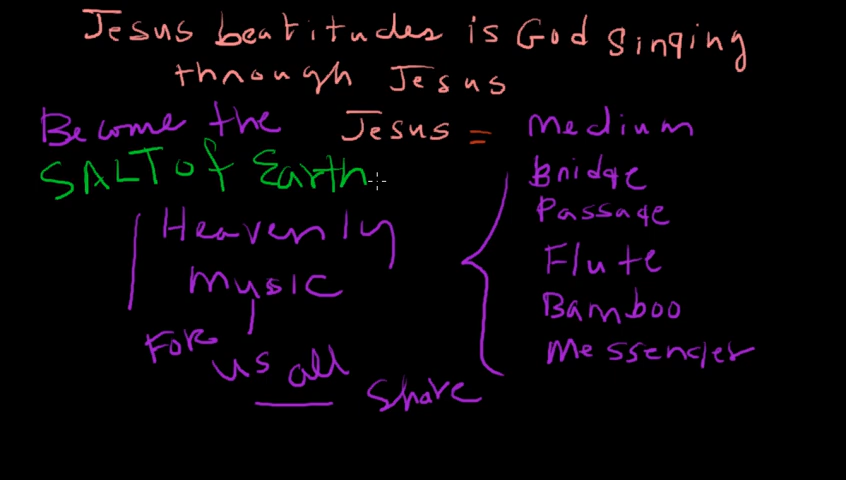 Jesus beatitudes is God Singing
through Jesus
Become the Jesus = medium
SALT of Earth
Bridge
Passage
Heavenly
Flute
music
Bamboo
For
Messenger
us all
Share